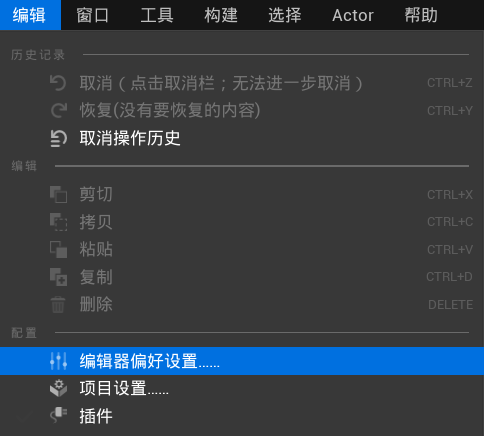 编辑 窗口 工具 构建 选择 Actor 帮助
历史记录
取消（点击取消栏；无法进一步取消） CTRL+Z
恢复(没有要恢复的内容) CTRL+Y
取消操作历史
编辑
剪切 CTRL+X
拷贝 CTRL+C
粘贴 CTRL+V
复制 CTRL+D
删除 DELETE
配置
编辑器偏好设置......
项目设置......
插件